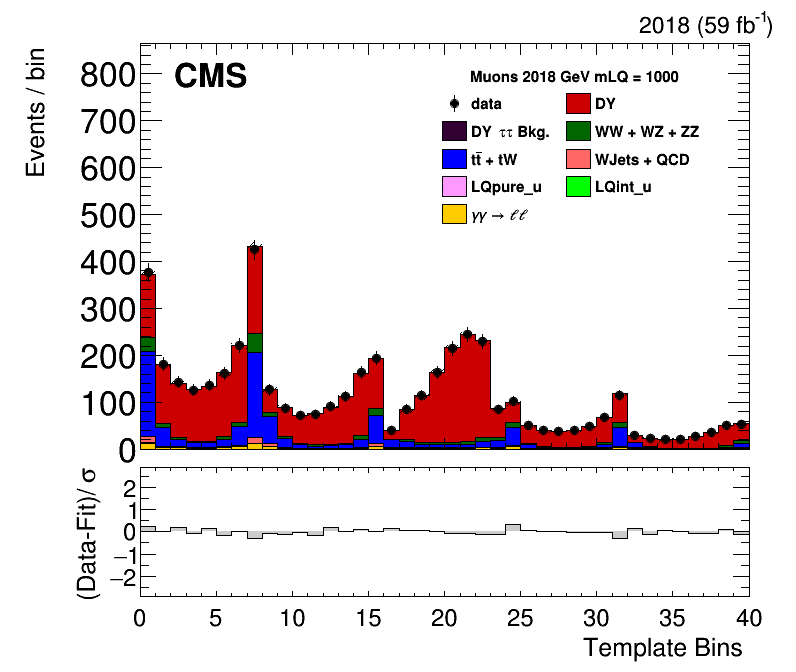 2018 (59 fb-1)
Events / bin
CMS
Muons 2018 GeV mLQ = 1000
data
DY
DY ττ Bkg.
WW + WZ + ZZ
tt̄ + tW
WJets + QCD
LQpure_u
LQint_u
γγ → ℓℓ
800
700
600
500
400
300
200
100
0
(Data-Fit)/ σ
2
1
0
−1
−2
0 5 10 15 20 25 30 35 40
Template Bins